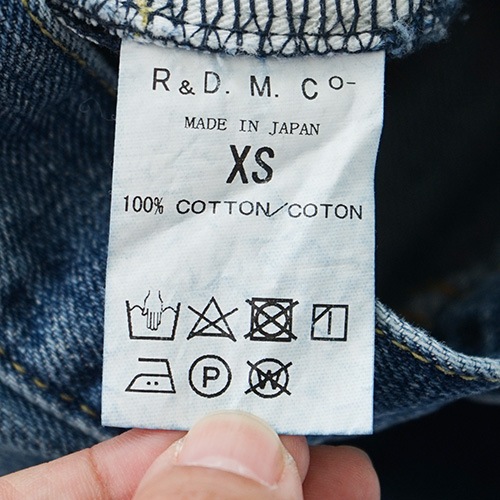 R&D. M. Co-
MADE IN JAPAN
XS
100% COTTON/COTON
P W